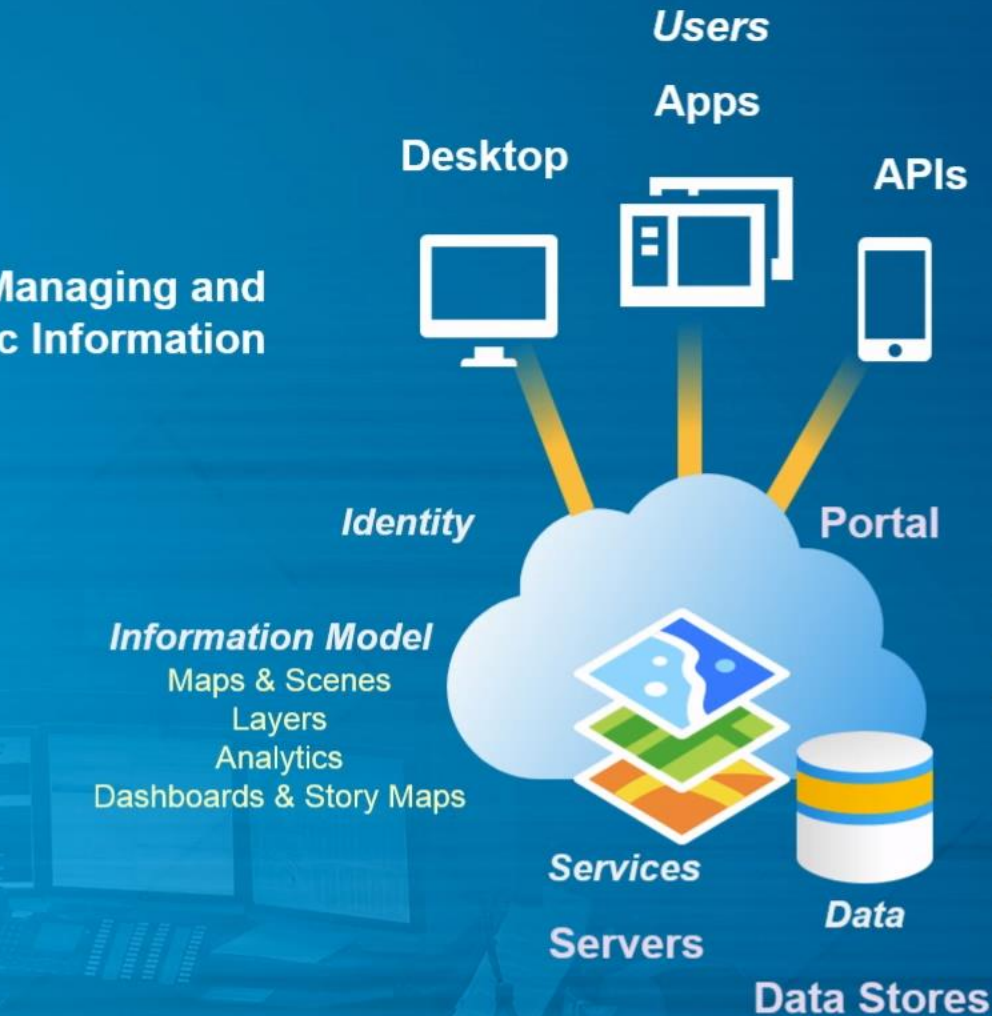 Users
Apps
Desktop
APIs
Managing and
c Information
Identity
Portal
Information Model
Maps & Scenes
Layers
Analytics
Dashboards & Story Maps
Services
Data
Servers
Data Stores